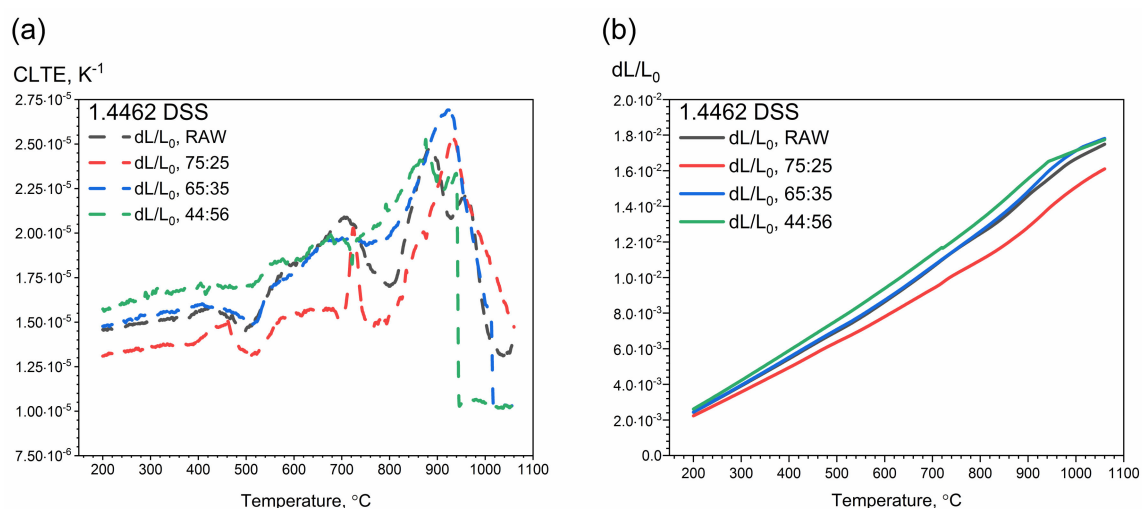 (a)
CLTE, K⁻¹
2.75·10⁻⁵
2.50·10⁻⁵
2.25·10⁻⁵
2.00·10⁻⁵
1.75·10⁻⁵
1.50·10⁻⁵
1.25·10⁻⁵
1.00·10⁻⁵
7.50·10⁻⁶
1.4462 DSS
dL/L₀, RAW
dL/L₀, 75:25
dL/L₀, 65:35
dL/L₀, 44:56
200 300 400 500 600 700 800 900 1000 1100
Temperature, °C
(b)
dL/L₀
2.0·10⁻²
1.8·10⁻²
1.6·10⁻²
1.4·10⁻²
1.2·10⁻²
1.0·10⁻²
8.0·10⁻³
6.0·10⁻³
4.0·10⁻³
2.0·10⁻³
0.0
1.4462 DSS
dL/L₀, RAW
dL/L₀, 75:25
dL/L₀, 65:35
dL/L₀, 44:56
200 300 400 500 600 700 800 900 1000 1100
Temperature, °C